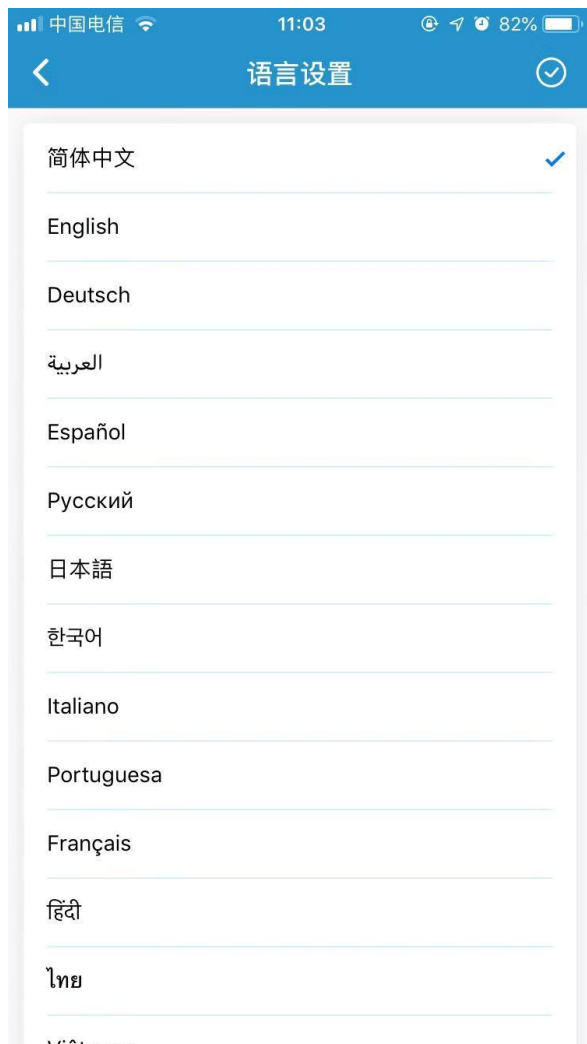 中国电信 11:03 82%
语言设置
简体中文
English
Deutsch
العربية
Español
Русский
日本語
한국어
Italiano
Portuguesa
Français
हिंदी
ไทย